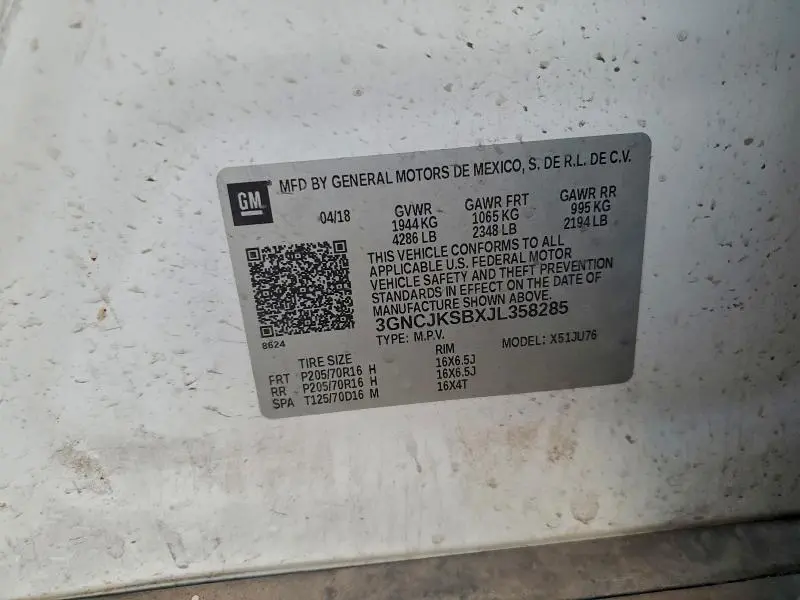 GM MFD BY GENERAL MOTORS DE MEXICO, S. DE R.L. DE C.V.
04/18 GVWR GAWR FRT GAWR RR
1944 KG 1065 KG 995 KG
4286 LB 2348 LB 2194 LB
THIS VEHICLE CONFORMS TO ALL
APPLICABLE U.S. FEDERAL MOTOR
VEHICLE SAFETY AND THEFT PREVENTION
STANDARDS IN EFFECT ON THE DATE OF
MANUFACTURE SHOWN ABOVE.
3GNCJKSBXJL358285
8624 TYPE: M.P.V. MODEL: X51JU76
TIRE SIZE RIM
FRT P205/70R16 H 16X6.5J
RR P205/70R16 H 16X6.5J
SPA T125/70D16 M 16X4T